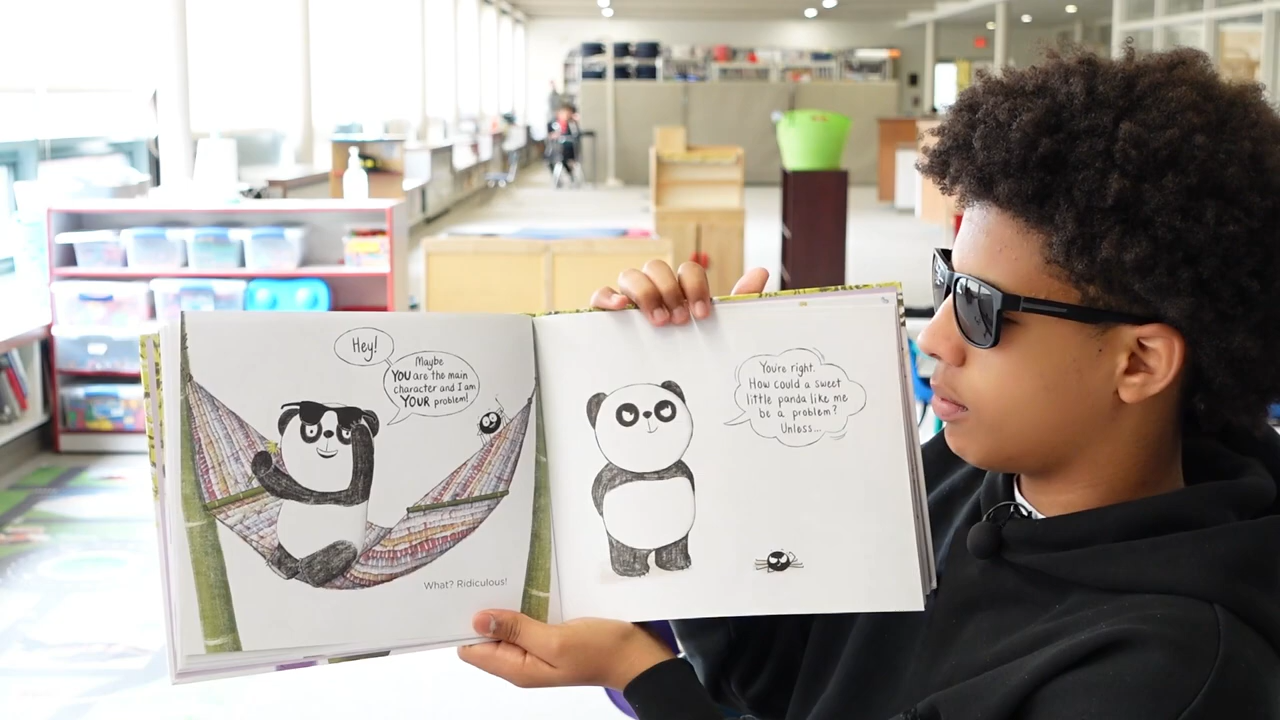 Hey!
Maybe
YOU are the main
character and I am
YOUR problem!
What? Ridiculous!
You're right.
How could a sweet
little panda like me
be a problem?
Unless...